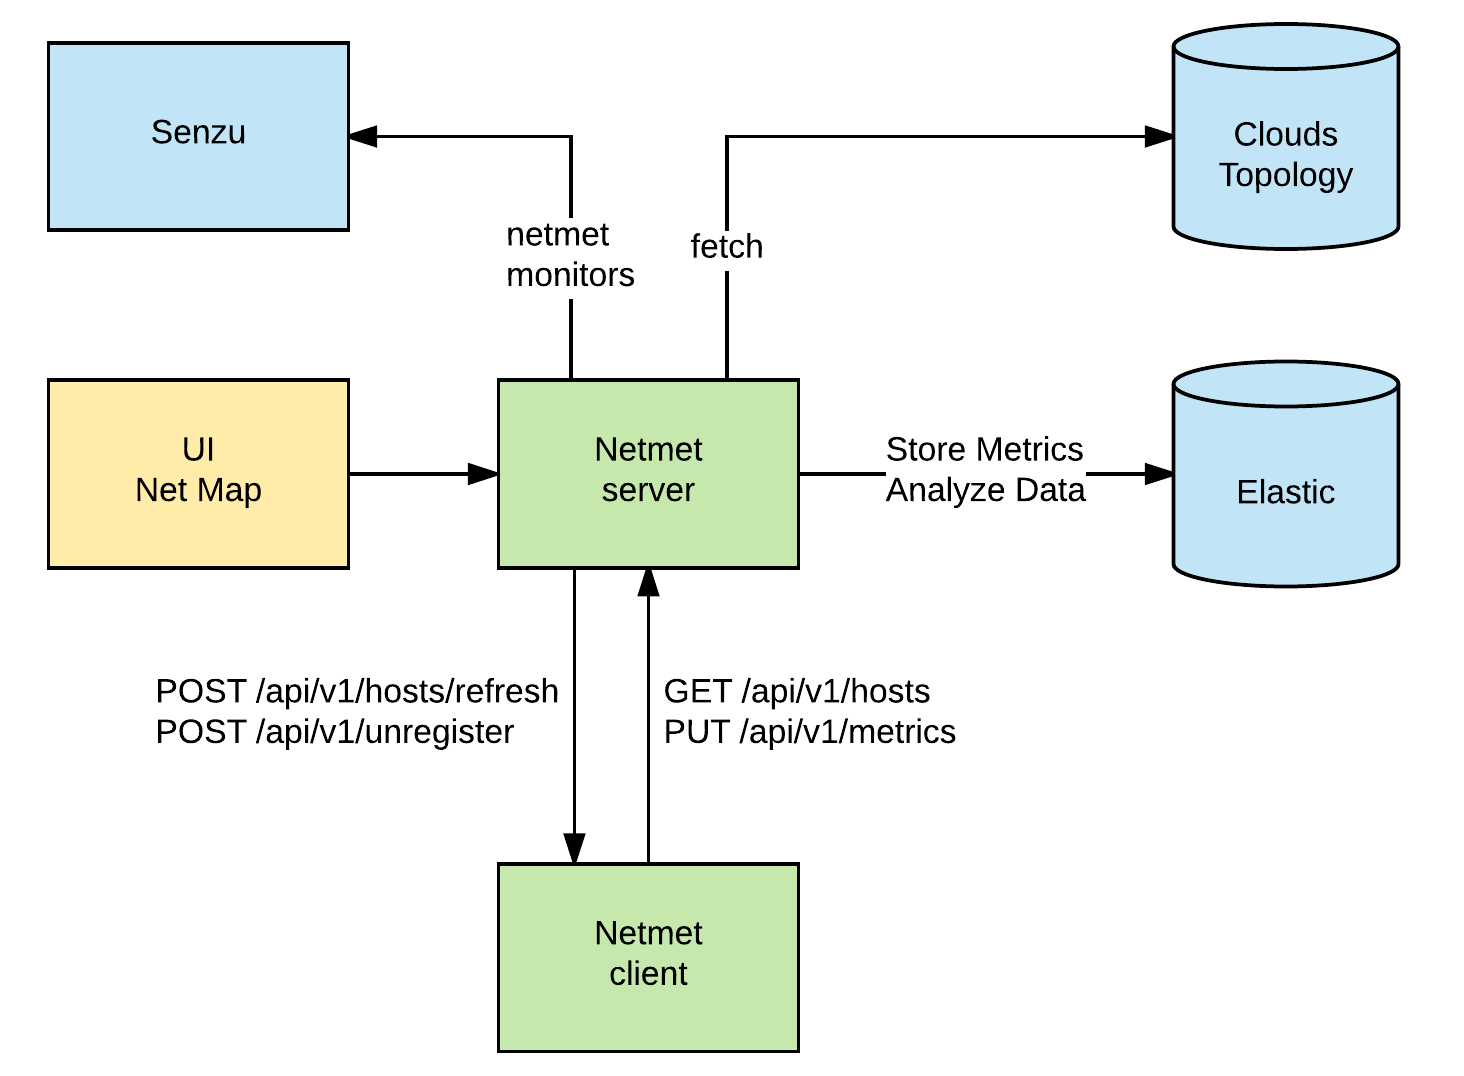 Senzu
Clouds
Topology
netmet
monitors
fetch
UI
Net Map
Netmet
server
Store Metrics
Analyze Data
Elastic
POST /api/v1/hosts/refresh
POST /api/v1/unregister
GET /api/v1/hosts
PUT /api/v1/metrics
Netmet
client